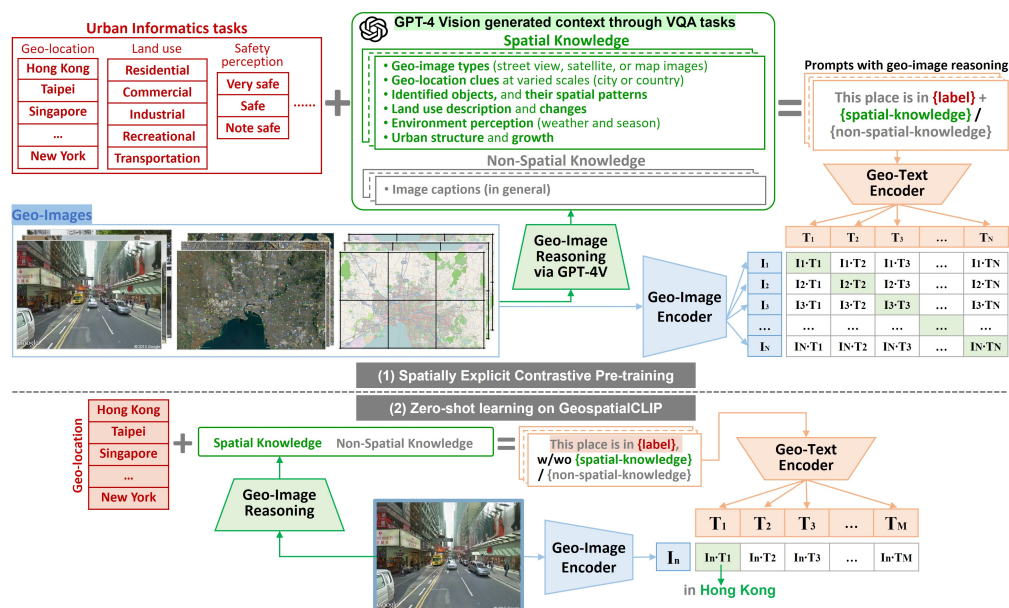 Urban Informatics tasks
Geo-location
Hong Kong
Taipei
Singapore
...
New York
Land use
Residential
Commercial
Industrial
Recreational
Transportation
Safety
perception
Very safe
Safe
Note safe
......
+
GPT-4 Vision generated context through VQA tasks
Spatial Knowledge
• Geo-image types (street view, satellite, or map images)
• Geo-location clues at varied scales (city or country)
• Identified objects, and their spatial patterns
• Land use description and changes
• Environment perception (weather and season)
• Urban structure and growth
Non-Spatial Knowledge
• Image captions (in general)
=
Prompts with geo-image reasoning
This place is in {label} +
{spatial-knowledge} /
{non-spatial-knowledge}
Geo-Text
Encoder
Geo-Images
Geo-Image
Reasoning
via GPT-4V
Geo-Image
Encoder
T1 T2 T3 ... TN
I1 I1·T1 I1·T2 I1·T3 ... I1·TN
I2 I2·T1 I2·T2 I2·T3 ... I2·TN
I3 I3·T1 I3·T2 I3·T3 ... I3·TN
... ... ... ... ... ...
IN IN·T1 IN·T2 IN·T3 ... IN·TN
(1) Spatially Explicit Contrastive Pre-training
(2) Zero-shot learning on GeospatialCLIP
Geo-location
Hong Kong
Taipei
Singapore
...
New York
+
Spatial Knowledge Non-Spatial Knowledge
=
This place is in {label},
w/wo {spatial-knowledge}
/ {non-spatial-knowledge}
Geo-Text
Encoder
Geo-Image
Reasoning
Geo-Image
Encoder
T1 T2 T3 ... TM
In In·T1 In·T2 In·T3 ... In·TM
in Hong Kong